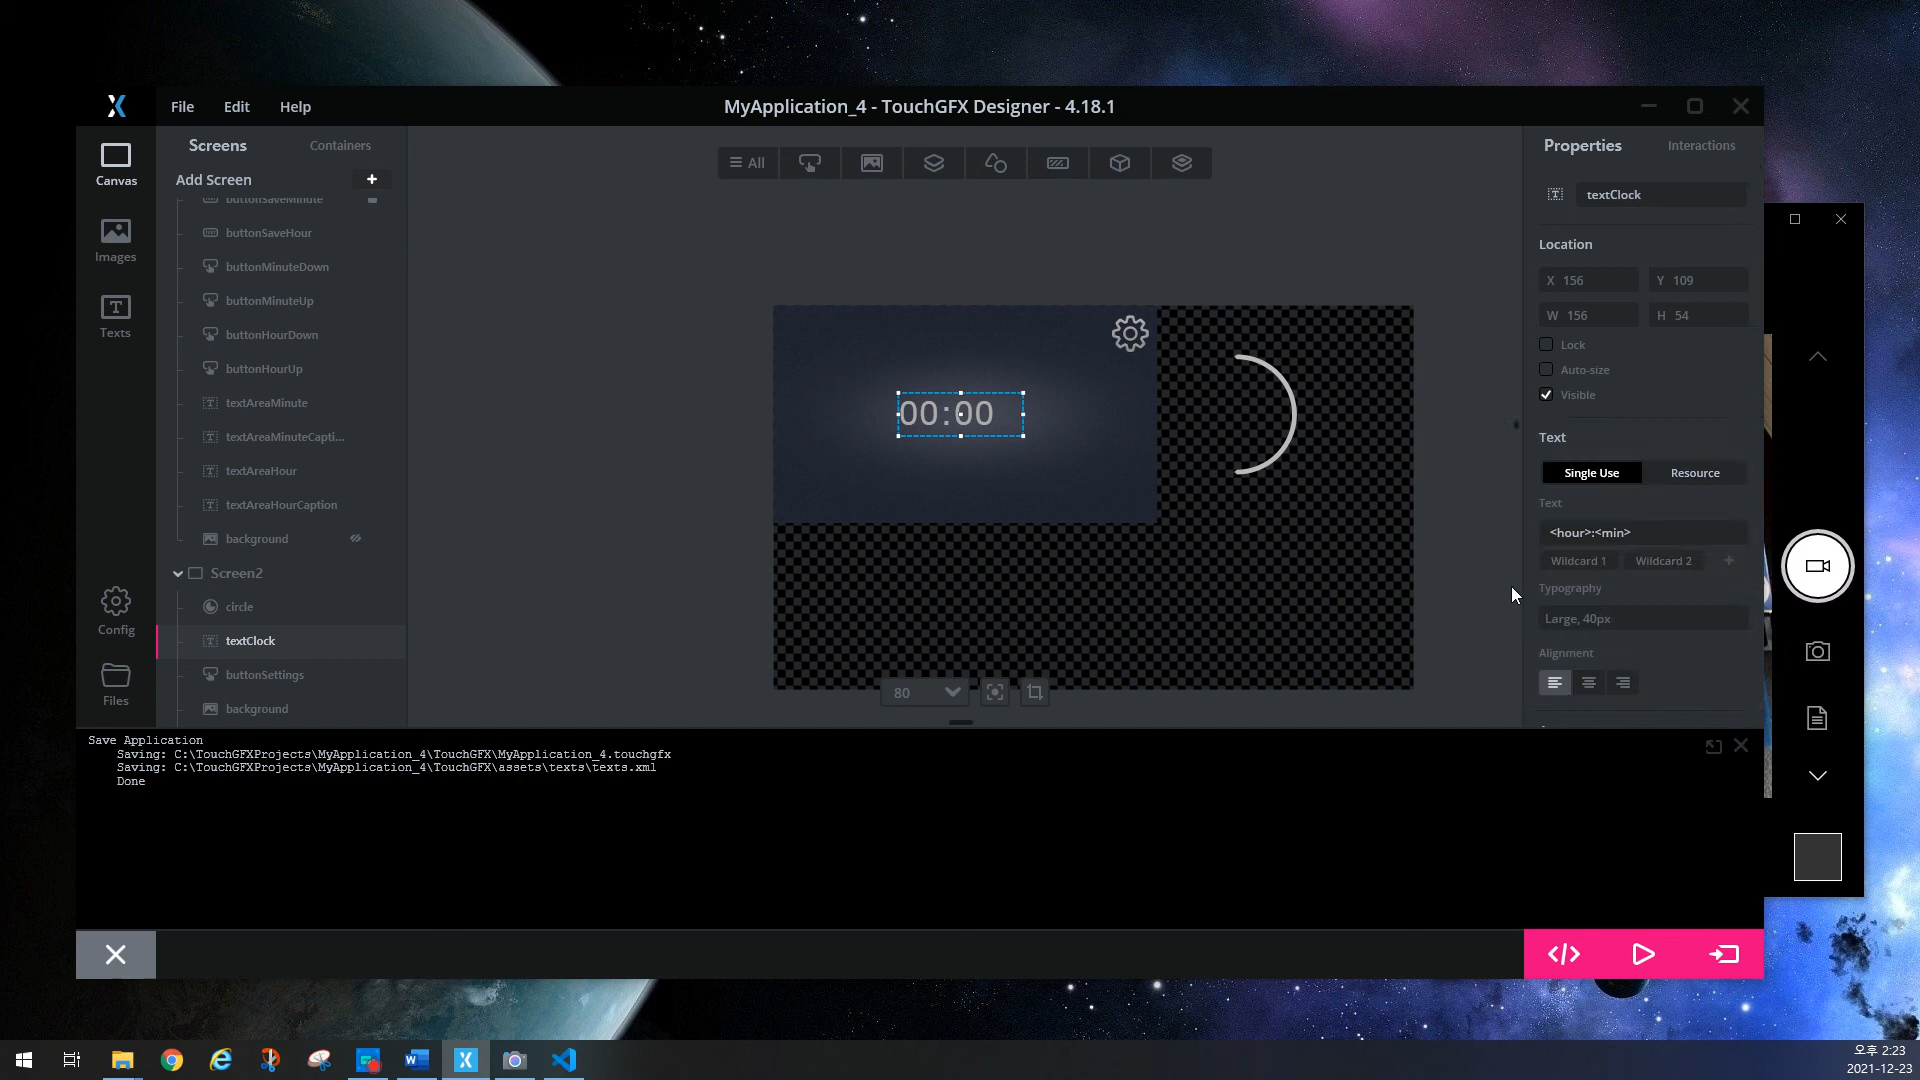 File Edit Help
MyApplication_4 - TouchGFX Designer - 4.18.1
Canvas
Images
Texts
Config
Files
Screens Containers
Add Screen
buttonSaveMinute
buttonSaveHour
buttonMinuteDown
buttonMinuteUp
buttonHourDown
buttonHourUp
textAreaMinute
textAreaMinuteCapti...
textAreaHour
textAreaHourCaption
background
Screen2
circle
textClock
buttonSettings
background
All
00:00
80
Properties Interactions
textClock
Location
X 156 Y 109
W 156 H 54
Lock
Auto-size
Visible
Text
Single Use Resource
Text
<hour>:<min>
Wildcard 1 Wildcard 2
Typography
Large, 40px
Alignment
Save Application
Saving: C:\TouchGFXProjects\MyApplication_4\TouchGFX\MyApplication_4.touchgfx
Saving: C:\TouchGFXProjects\MyApplication_4\TouchGFX\assets\texts\texts.xml
Done
오후 2:23
2021-12-23